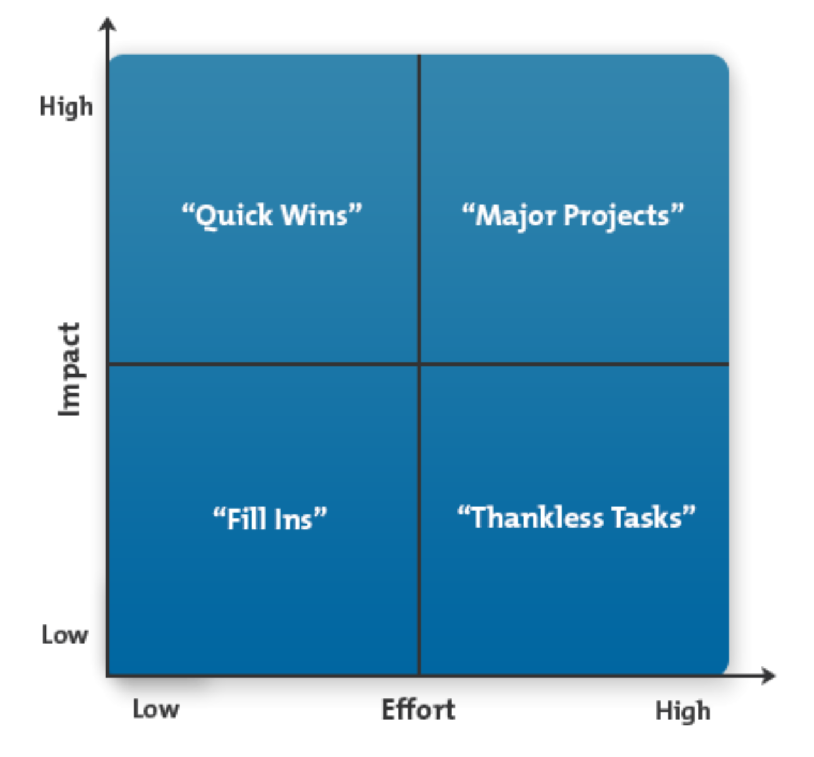 High
“Quick Wins”
“Major Projects”
Impact
“Fill Ins”
“Thankless Tasks”
Low
Low
Effort
High